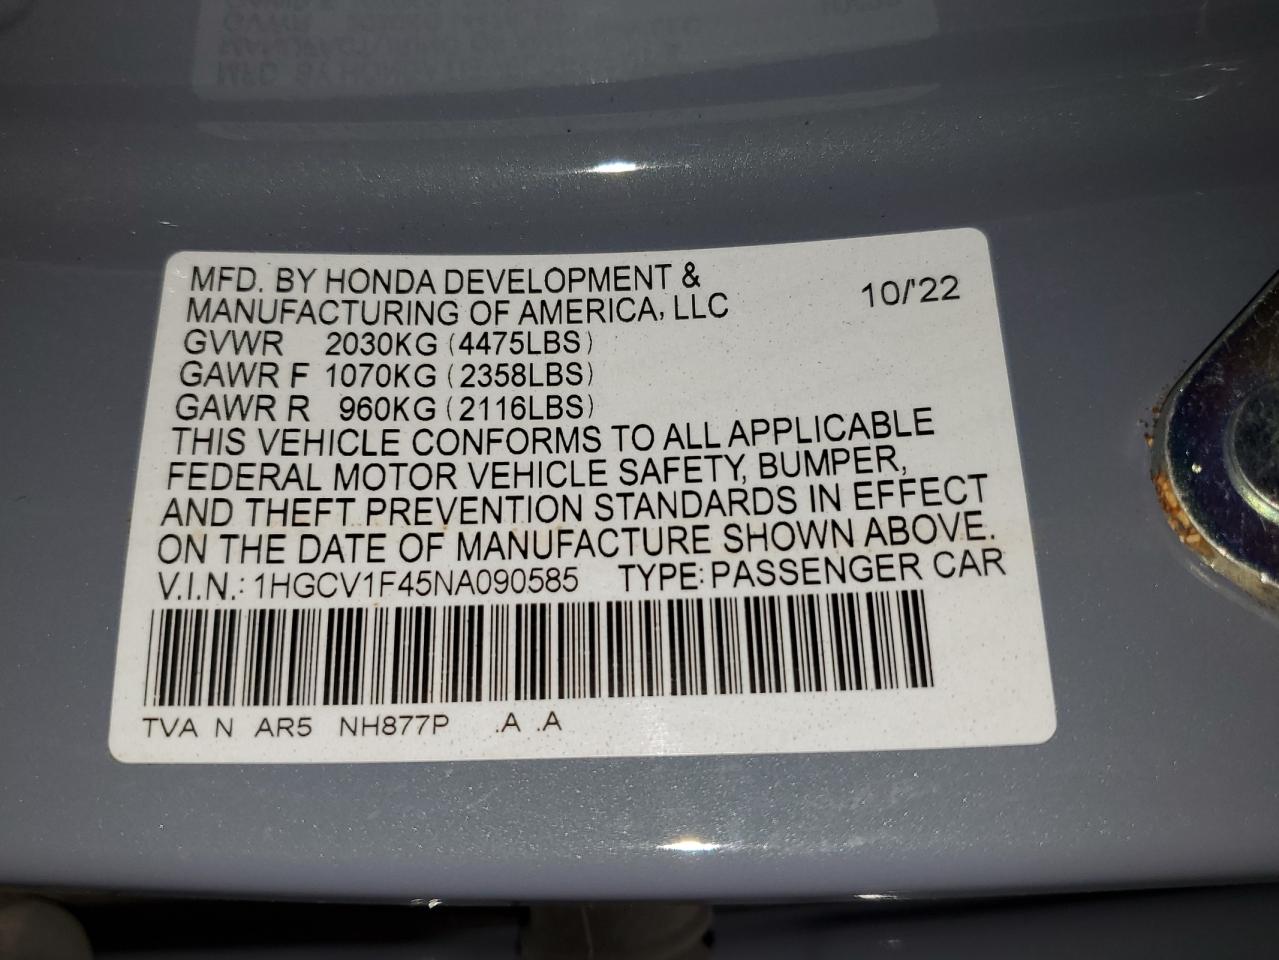 MFD. BY HONDA DEVELOPMENT &
MANUFACTURING OF AMERICA, LLC 10/'22
GVWR 2030KG (4475LBS)
GAWR F 1070KG (2358LBS)
GAWR R 960KG (2116LBS)
THIS VEHICLE CONFORMS TO ALL APPLICABLE
FEDERAL MOTOR VEHICLE SAFETY, BUMPER,
AND THEFT PREVENTION STANDARDS IN EFFECT
ON THE DATE OF MANUFACTURE SHOWN ABOVE.
V.I.N.: 1HGCV1F45NA090585 TYPE: PASSENGER CAR
TVA N AR5 NH877P .A .A